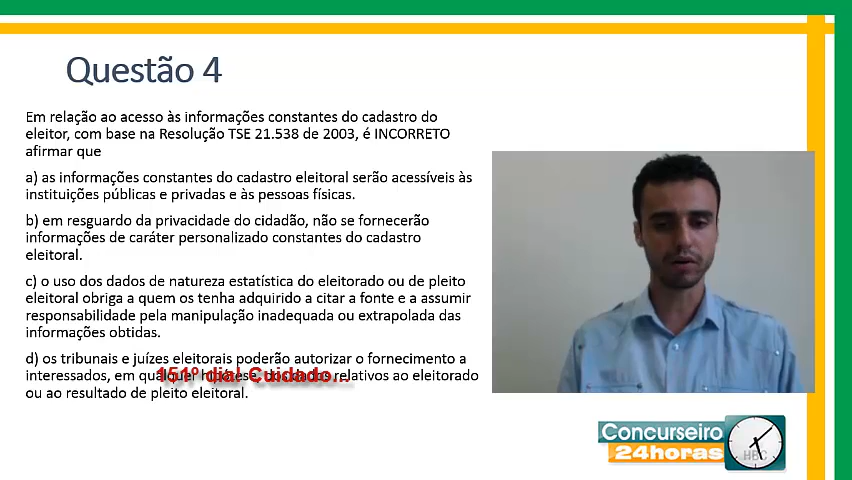 Questão 4
Em relação ao acesso às informações constantes do cadastro do
eleitor, com base na Resolução TSE 21.538 de 2003, é INCORRETO
afirmar que
a) as informações constantes do cadastro eleitoral serão acessíveis às
instituições públicas e privadas e às pessoas físicas.
b) em resguardo da privacidade do cidadão, não se fornecerão
informações de caráter personalizado constantes do cadastro
eleitoral.
c) o uso dos dados de natureza estatística do eleitorado ou de pleito
eleitoral obriga a quem os tenha adquirido a citar a fonte e a assumir
responsabilidade pela manipulação inadequada ou extrapolada das
informações obtidas.
d) os tribunais e juízes eleitorais poderão autorizar o fornecimento a
interessados, em qualquer hipótese, dos dados relativos ao eleitorado
ou ao resultado de pleito eleitoral.
151º dia! Cuidado...
Concurseiro
24horas
HBC